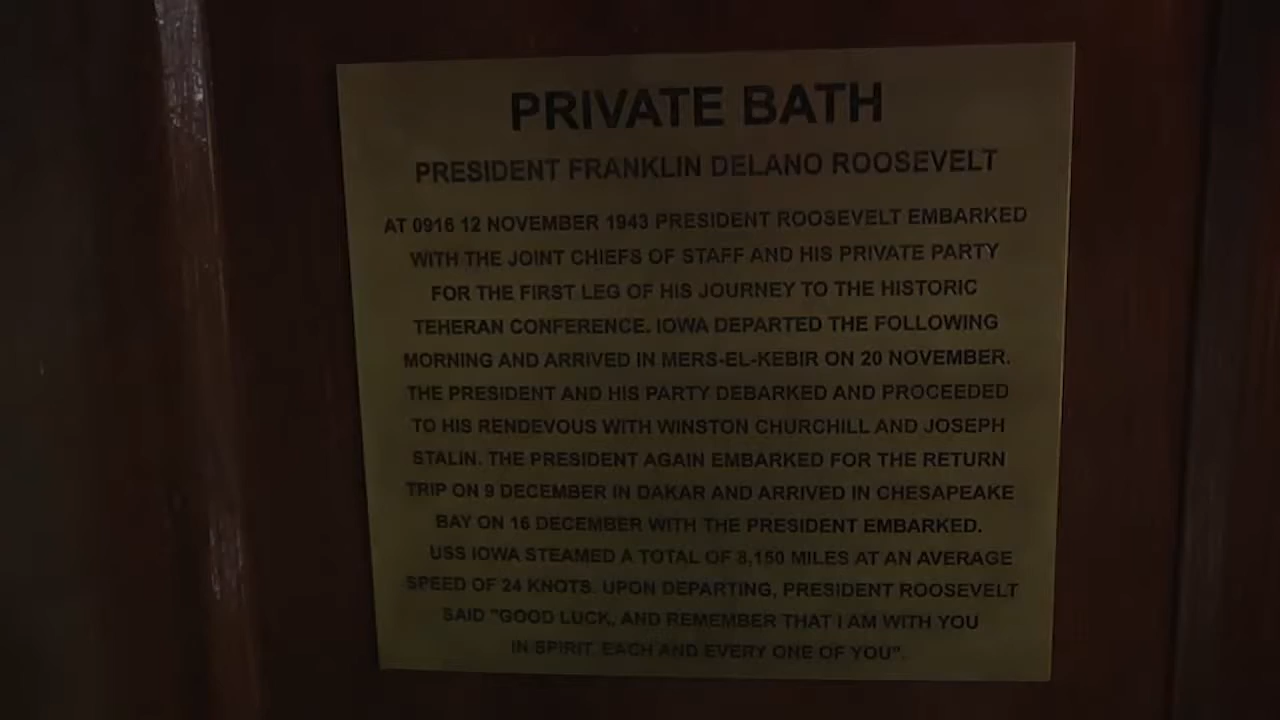 PRIVATE BATH
PRESIDENT FRANKLIN DELANO ROOSEVELT
AT 0916 12 NOVEMBER 1943 PRESIDENT ROOSEVELT EMBARKED
WITH THE JOINT CHIEFS OF STAFF AND HIS PRIVATE PARTY
FOR THE FIRST LEG OF HIS JOURNEY TO THE HISTORIC
TEHERAN CONFERENCE. IOWA DEPARTED THE FOLLOWING
MORNING AND ARRIVED IN MERS-EL-KEBIR ON 20 NOVEMBER.
THE PRESIDENT AND HIS PARTY DEBARKED AND PROCEEDED
TO HIS RENDEVOUS WITH WINSTON CHURCHILL AND JOSEPH
STALIN. THE PRESIDENT AGAIN EMBARKED FOR THE RETURN
TRIP ON 9 DECEMBER IN DAKAR AND ARRIVED IN CHESAPEAKE
BAY ON 16 DECEMBER WITH THE PRESIDENT EMBARKED.
USS IOWA STEAMED A TOTAL OF 8,150 MILES AT AN AVERAGE
SPEED OF 24 KNOTS. UPON DEPARTING, PRESIDENT ROOSEVELT
SAID "GOOD LUCK, AND REMEMBER THAT I AM WITH YOU
IN SPIRIT, EACH AND EVERY ONE OF YOU".